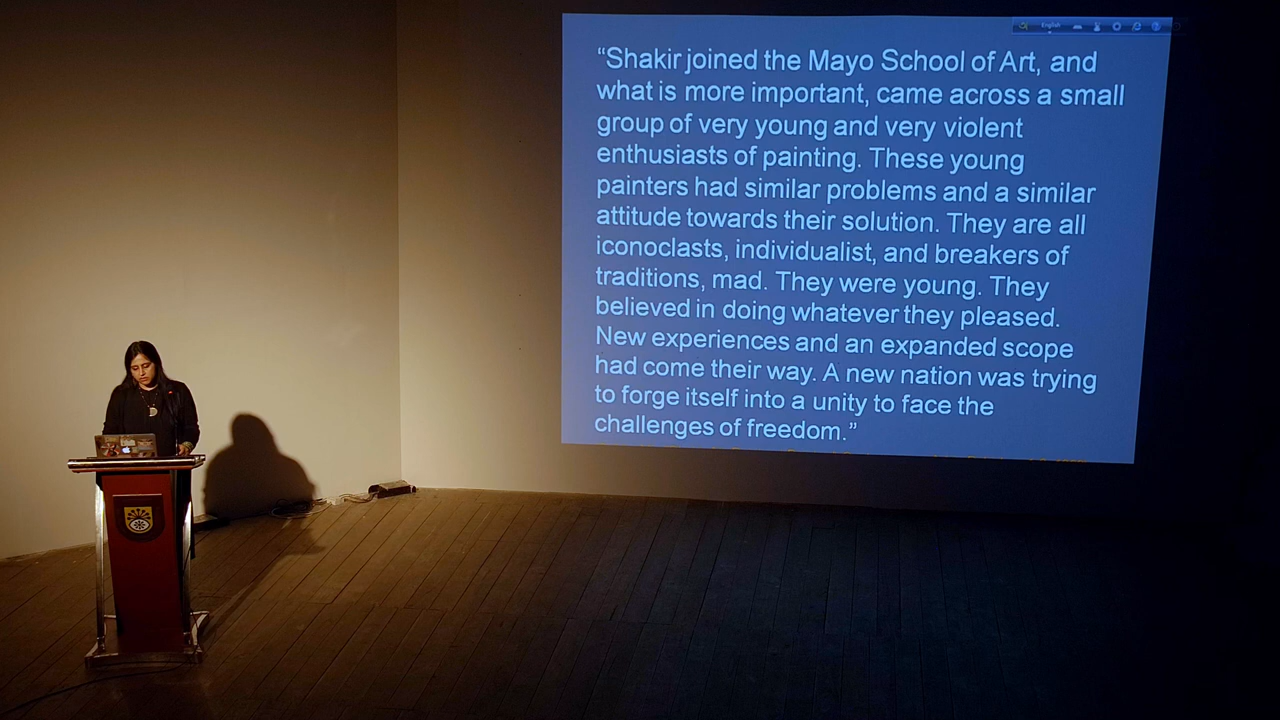 English
“Shakir joined the Mayo School of Art, and
what is more important, came across a small
group of very young and very violent
enthusiasts of painting. These young
painters had similar problems and a similar
attitude towards their solution. They are all
iconoclasts, individualist, and breakers of
traditions, mad. They were young. They
believed in doing whatever they pleased.
New experiences and an expanded scope
had come their way. A new nation was trying
to forge itself into a unity to face the
challenges of freedom.”